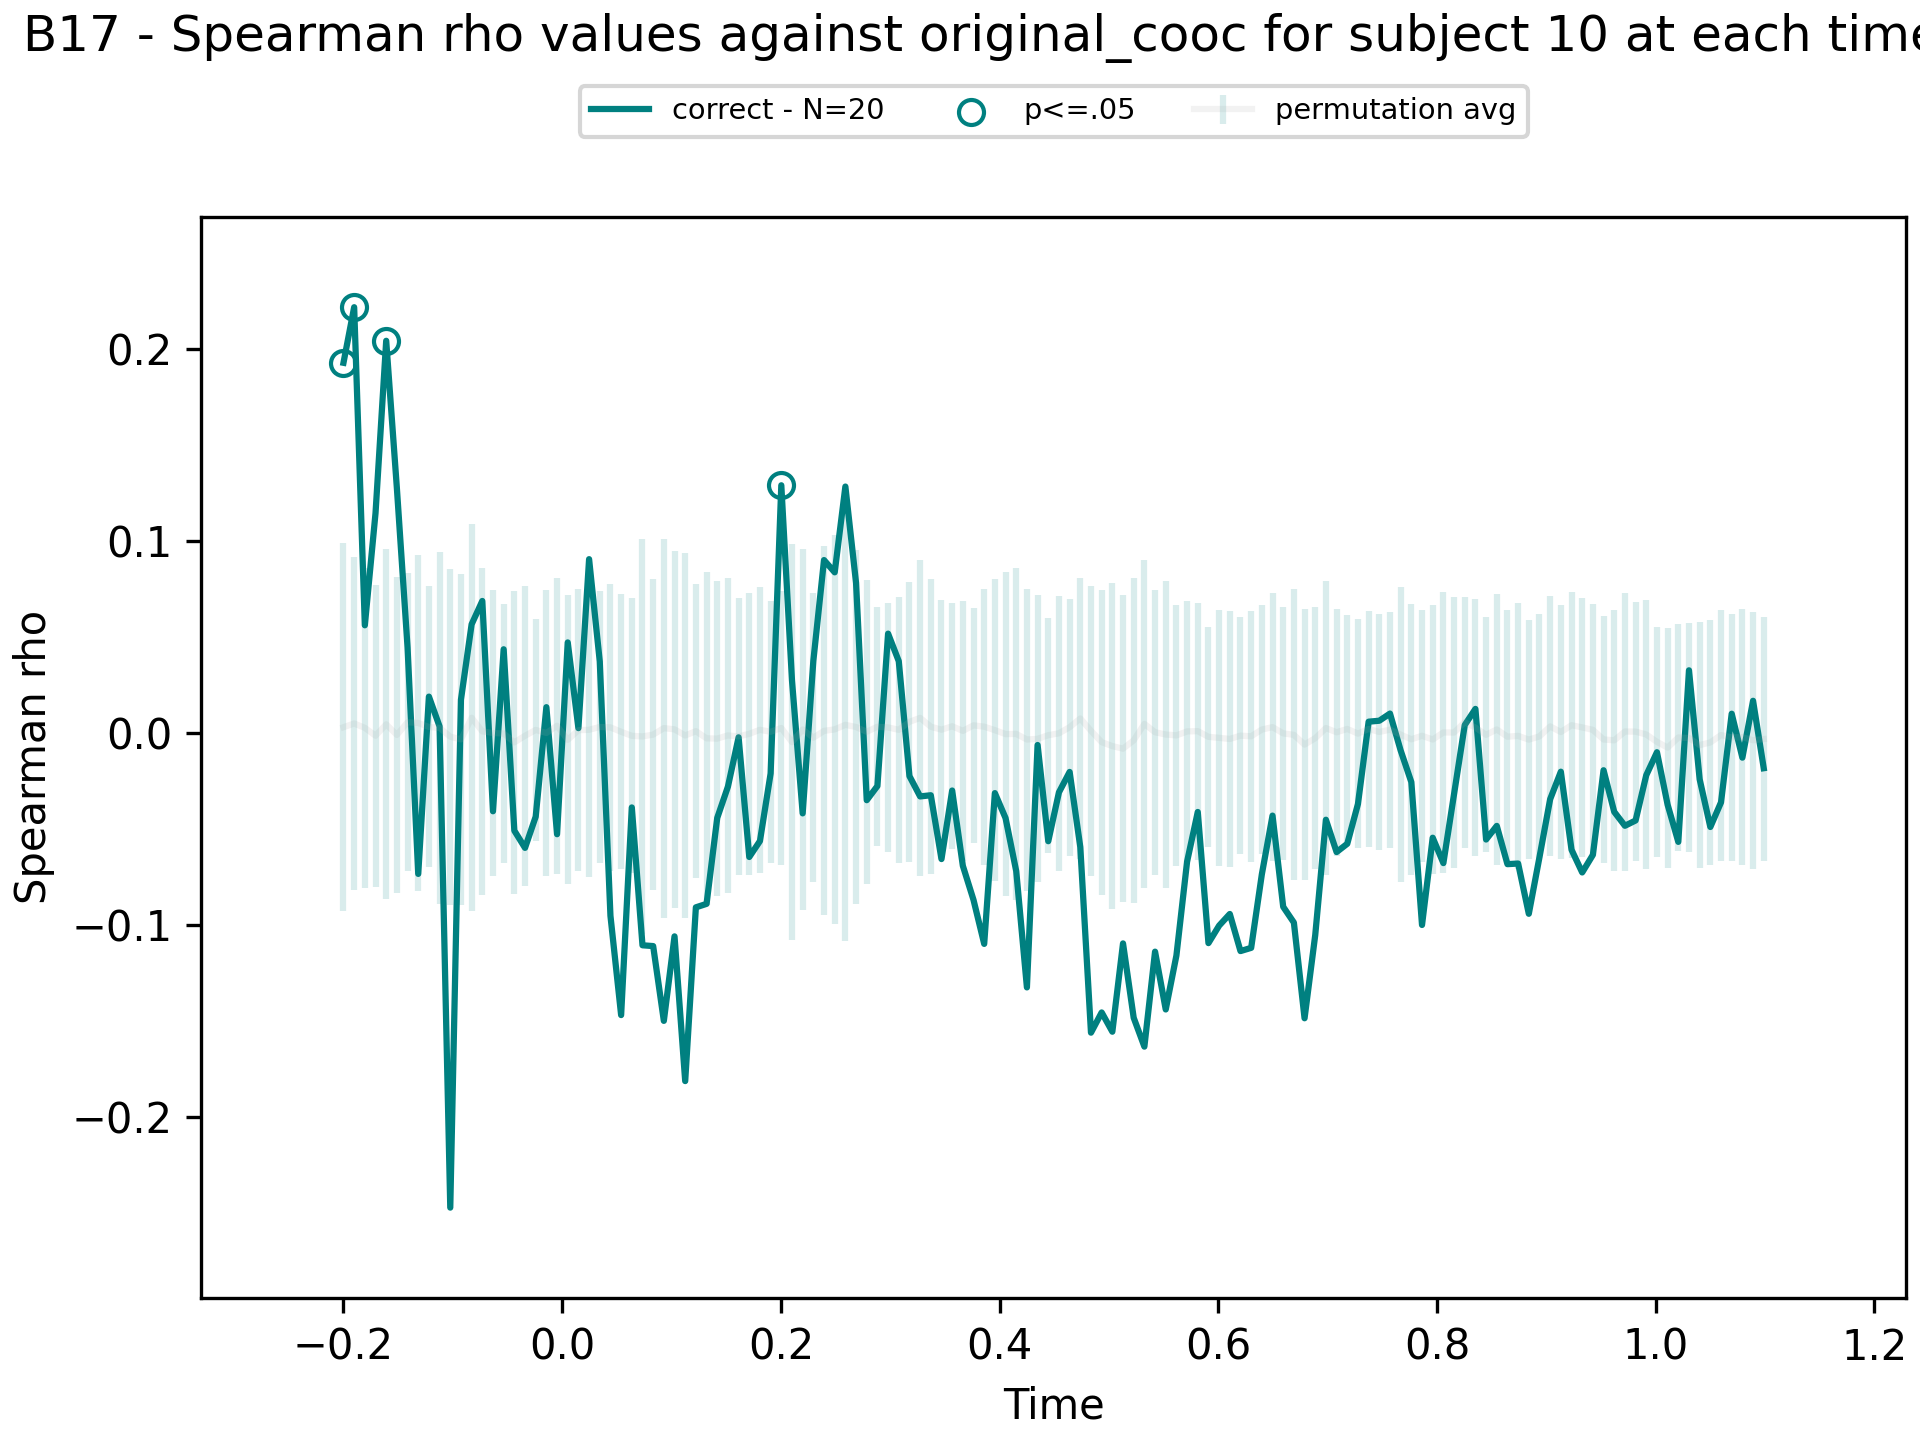 B17 - Spearman rho values against original_cooc for subject 10 at each time
correct - N=20 p<=.05 permutation avg
Spearman rho
0.2
0.1
0.0
−0.1
−0.2
−0.2 0.0 0.2 0.4 0.6 0.8 1.0 1.2
Time